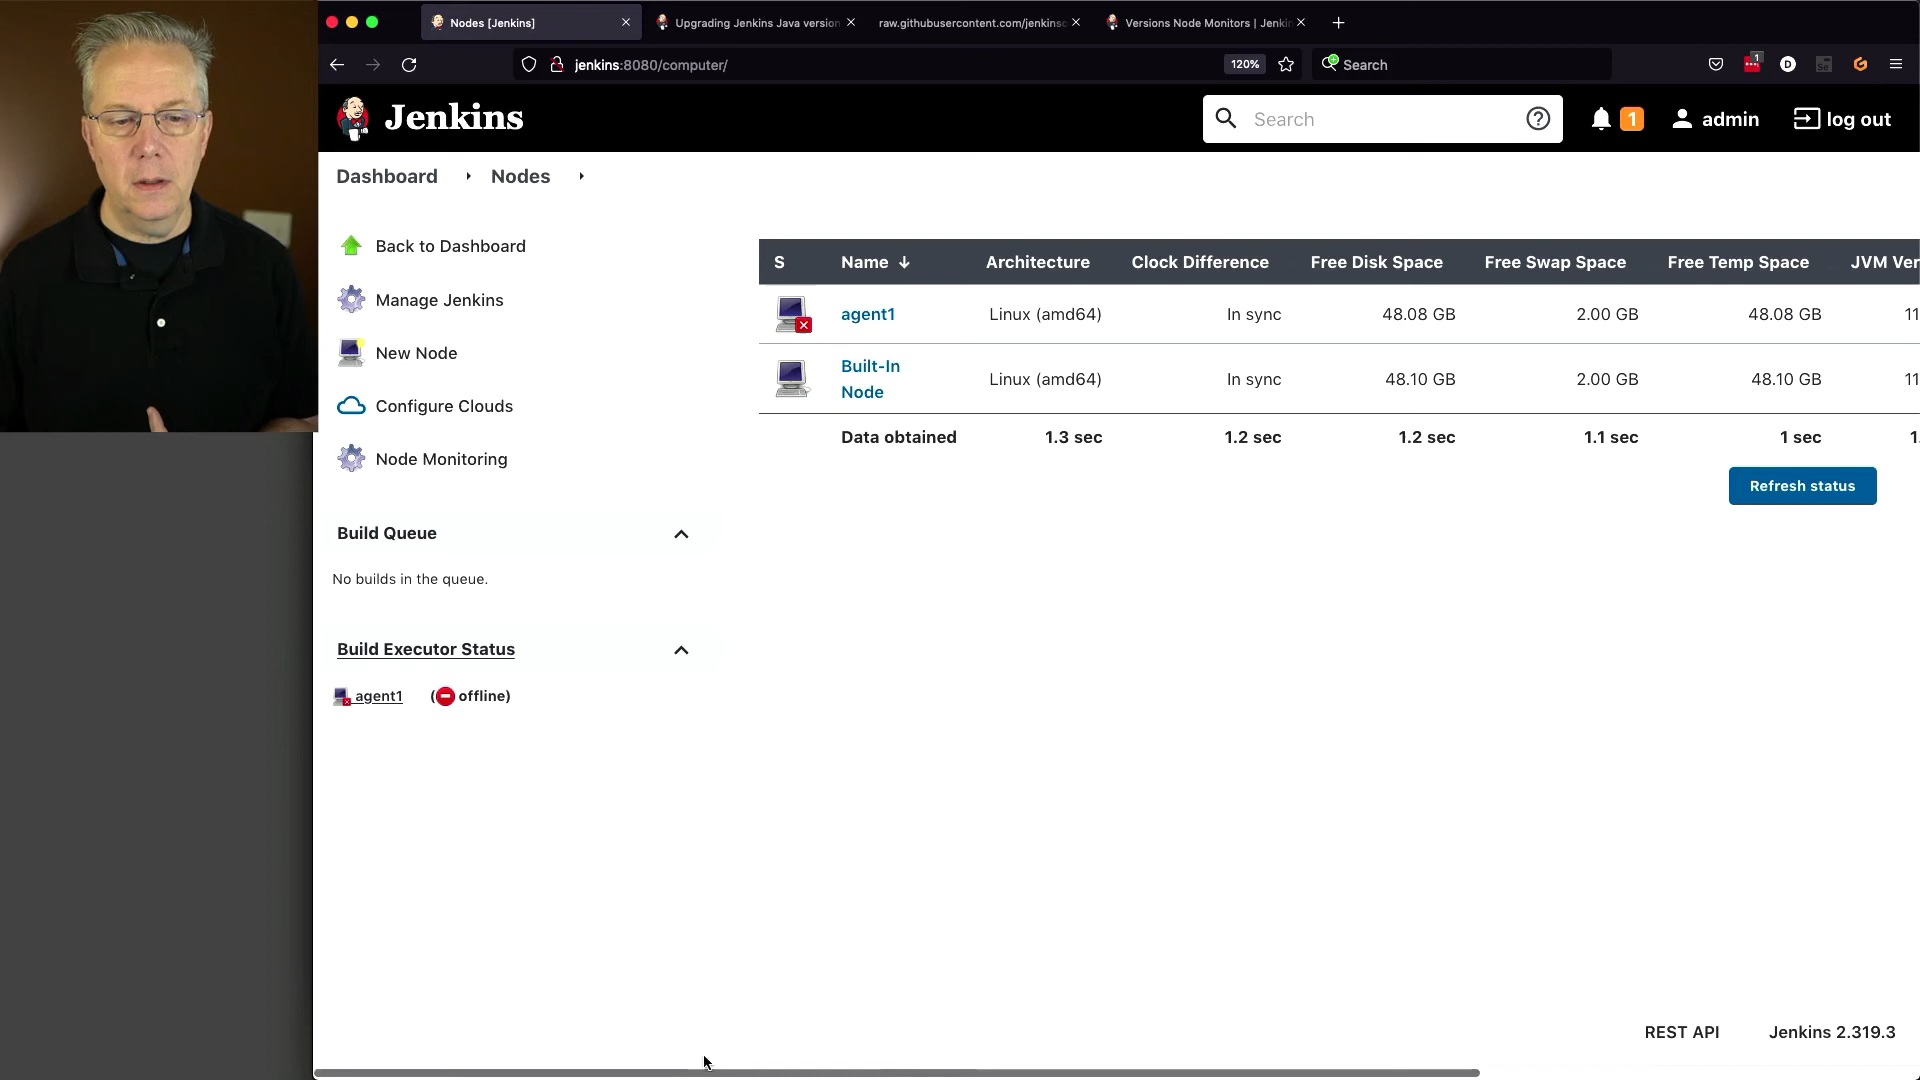 Nodes [Jenkins]
Upgrading Jenkins Java version
raw.githubusercontent.com/jenkinsc
Versions Node Monitors | Jenkin
jenkins:8080/computer/
120%
Search
1
D
Jenkins
Search
1
admin
log out
Dashboard
Nodes
Back to Dashboard
Manage Jenkins
New Node
Configure Clouds
Node Monitoring
Build Queue
No builds in the queue.
Build Executor Status
agent1 (offline)
S Name ↓ Architecture Clock Difference Free Disk Space Free Swap Space Free Temp Space JVM Ver
agent1 Linux (amd64) In sync 48.08 GB 2.00 GB 48.08 GB 11
Built-In
Node Linux (amd64) In sync 48.10 GB 2.00 GB 48.10 GB 11
Data obtained 1.3 sec 1.2 sec 1.2 sec 1.1 sec 1 sec 1.
Refresh status
REST API Jenkins 2.319.3